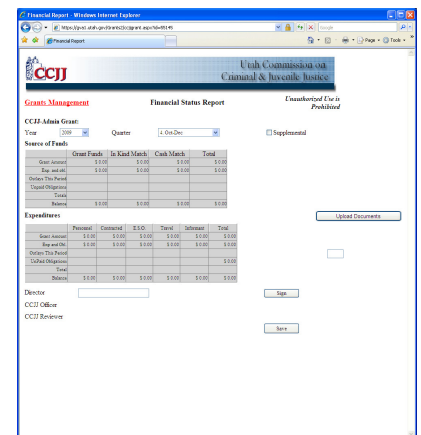 Financial Report - Windows Internet Explorer
Google
Financial Report
Page Tools
CCJJ
Utah Commission on
Criminal & Juvenile Justice
Grants Management Financial Status Report Unauthorized Use is
Prohibited
CCJJ-Admin Grant:
Year 2009 Quarter 4. Oct-Dec Supplemental
Source of Funds
Grant Funds In Kind Match Cash Match Total
Grant Amount $ 0.00 $ 0.00 $ 0.00 $ 0.00
Exp. and obl. $ 0.00 $ 0.00 $ 0.00 $ 0.00
Outlays This Period
Unpaid Obligations
Totals
Balance $ 0.00 $ 0.00 $ 0.00 $ 0.00
Expenditures Upload Documents
Personnel Contracted E.S.O. Travel Informant Total
Grant Amount $ 0.00 $ 0.00 $ 0.00 $ 0.00 $ 0.00 $ 0.00
Exp and Obl. $ 0.00 $ 0.00 $ 0.00 $ 0.00 $ 0.00 $ 0.00
Outlays This Period
UnPaid Obligations $ 0.00
Total
Balance $ 0.00 $ 0.00 $ 0.00 $ 0.00 $ 0.00 $ 0.00
Director Sign
CCJJ Officer
CCJJ Reviewer
Save